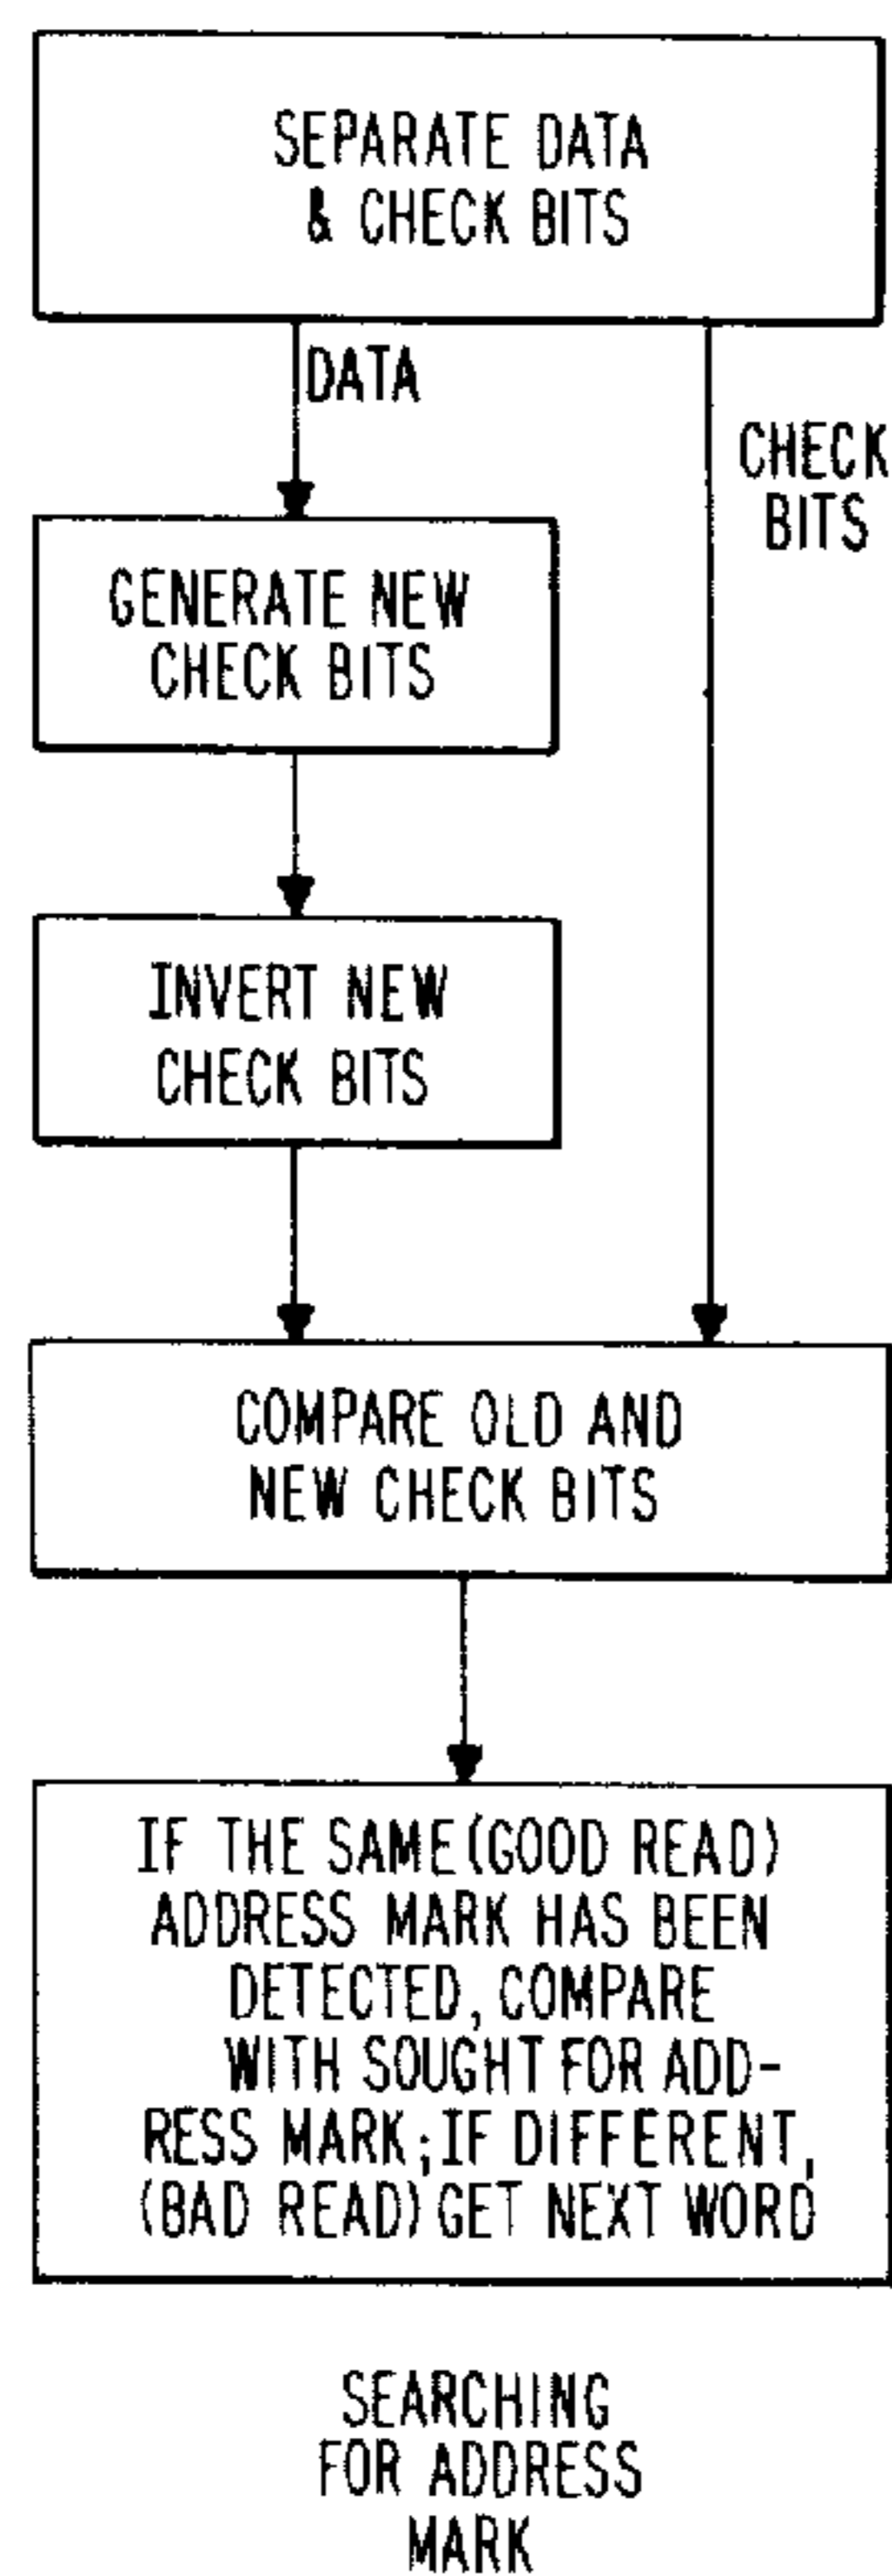 SEPARATE DATA
& CHECK BITS
DATA
CHECK
BITS
GENERATE NEW
CHECK BITS
INVERT NEW
CHECK BITS
COMPARE OLD AND
NEW CHECK BITS
IF THE SAME (GOOD READ)
ADDRESS MARK HAS BEEN
DETECTED, COMPARE
WITH SOUGHT FOR ADD-
RESS MARK; IF DIFFERENT,
(BAD READ) GET NEXT WORD
SEARCHING
FOR ADDRESS
MARK